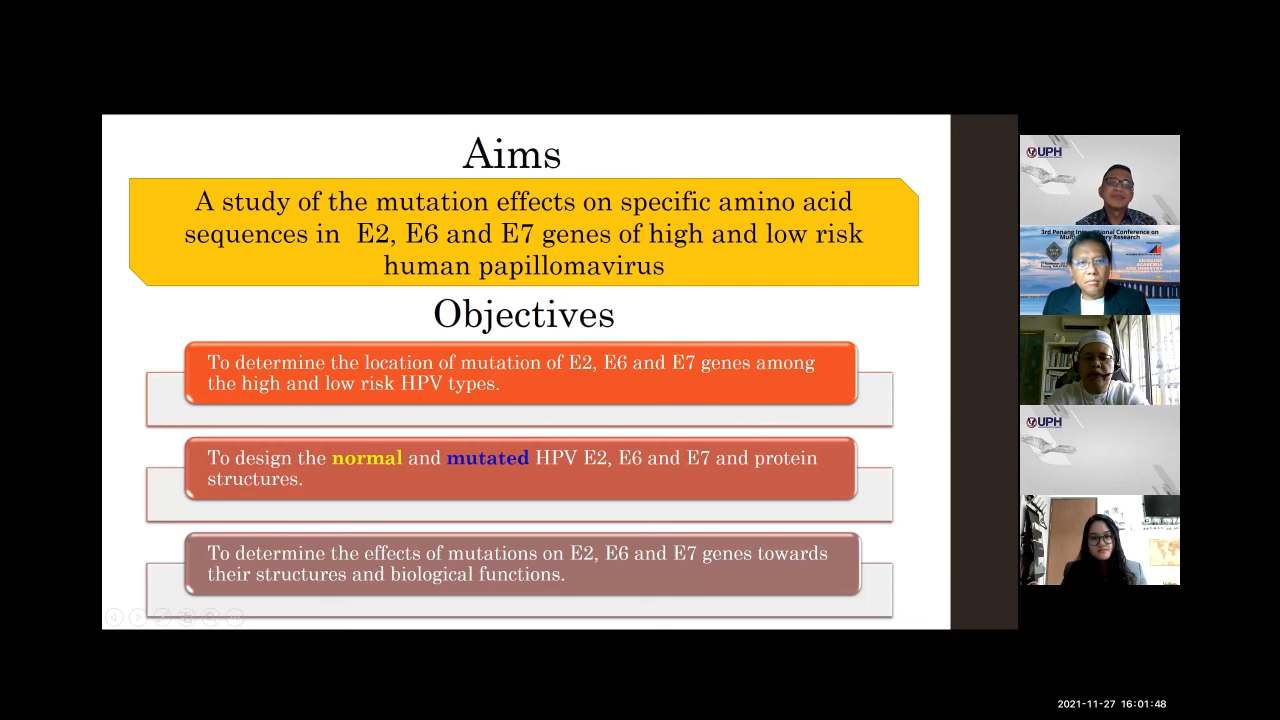 Aims
A study of the mutation effects on specific amino acid
sequences in E2, E6 and E7 genes of high and low risk
human papillomavirus
Objectives
To determine the location of mutation of E2, E6 and E7 genes among
the high and low risk HPV types.
To design the normal and mutated HPV E2, E6 and E7 and protein
structures.
To determine the effects of mutations on E2, E6 and E7 genes towards
their structures and biological functions.
UPH
3rd Penang International Conference on
UPH
2021-11-27 16:01:48